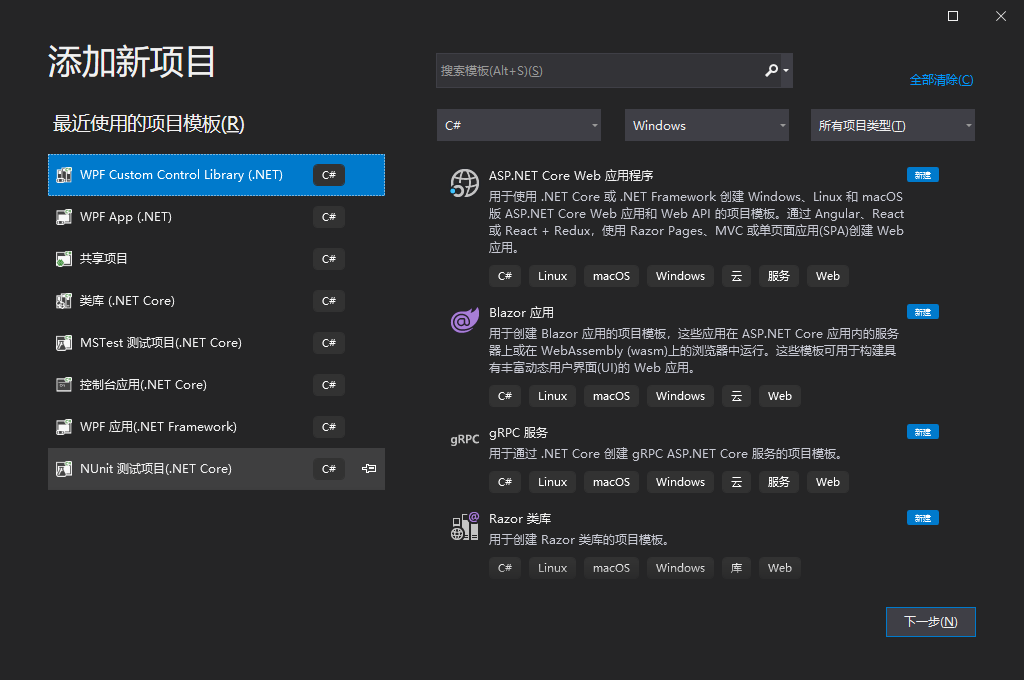 添加新项目
搜索模板(Alt+S)(S)
全部清除(C)
最近使用的项目模板(R)
C#
Windows
所有项目类型(T)
WPF Custom Control Library (.NET)
C#
WPF App (.NET)
C#
共享项目
C#
类库 (.NET Core)
C#
MSTest 测试项目(.NET Core)
C#
控制台应用(.NET Core)
C#
WPF 应用(.NET Framework)
C#
NUnit 测试项目(.NET Core)
C#
ASP.NET Core Web 应用程序
新建
用于使用 .NET Core 或 .NET Framework 创建 Windows、Linux 和 macOS
版 ASP.NET Core Web 应用和 Web API 的项目模板。通过 Angular、React
或 React + Redux，使用 Razor Pages、MVC 或单页面应用(SPA)创建 Web
应用。
C# Linux macOS Windows 云 服务 Web
Blazor 应用
新建
用于创建 Blazor 应用的项目模板，这些应用在 ASP.NET Core 应用内的服务
器上或在 WebAssembly (wasm)上的浏览器中运行。这些模板可用于构建具
有丰富动态用户界面(UI)的 Web 应用。
C# Linux macOS Windows 云 Web
gRPC
gRPC 服务
新建
用于通过 .NET Core 创建 gRPC ASP.NET Core 服务的项目模板。
C# Linux macOS Windows 云 服务 Web
Razor 类库
新建
用于创建 Razor 类库的项目模板。
C# Linux macOS Windows 库 Web
下一步(N)